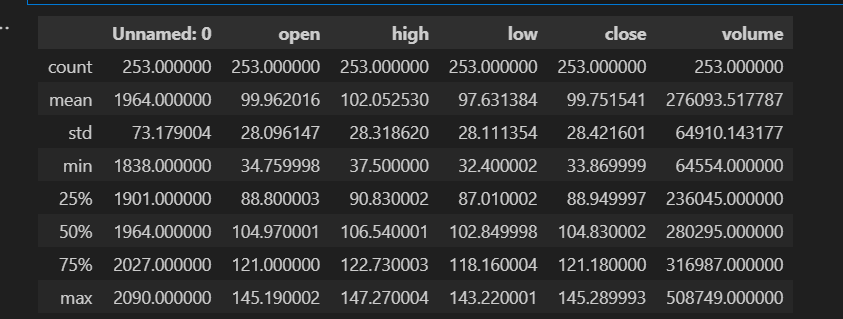 ..
Unnamed: 0 open high low close volume
count 253.000000 253.000000 253.000000 253.000000 253.000000 253.000000
mean 1964.000000 99.962016 102.052530 97.631384 99.751541 276093.517787
std 73.179004 28.096147 28.318620 28.111354 28.421601 64910.143177
min 1838.000000 34.759998 37.500000 32.400002 33.869999 64554.000000
25% 1901.000000 88.800003 90.830002 87.010002 88.949997 236045.000000
50% 1964.000000 104.970001 106.540001 102.849998 104.830002 280295.000000
75% 2027.000000 121.000000 122.730003 118.160004 121.180000 316987.000000
max 2090.000000 145.190002 147.270004 143.220001 145.289993 508749.000000